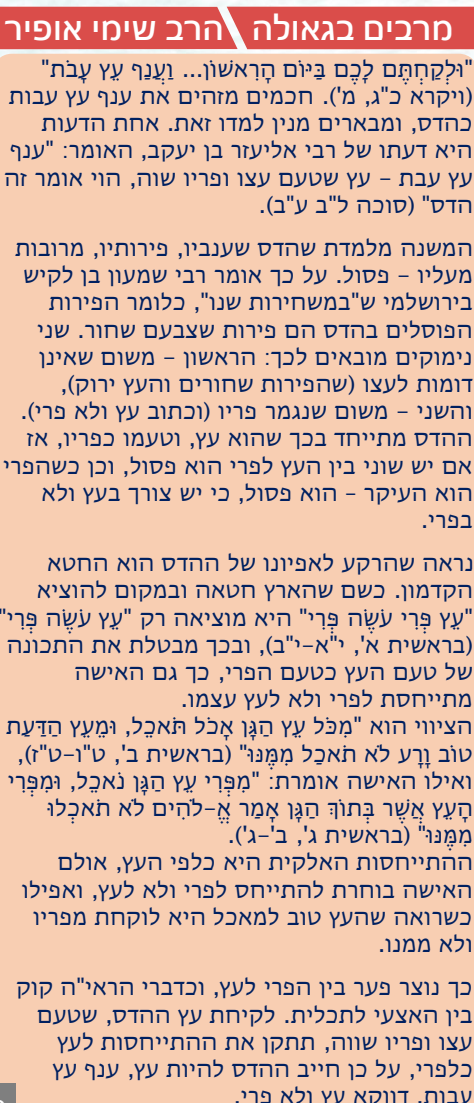 מרבים בגאולה \ הרב שימי אופיר
"וּלְקַחְתֶּם לָכֶם בַּיּוֹם הָרִאשׁוֹן... וַעֲנַף עֵץ עָבֹת"
(ויקרא כ"ג, מ'). חכמים מזהים את ענף עץ עבות
כהדס, ומבארים מנין למדו זאת. אחת הדעות
היא דעתו של רבי אליעזר בן יעקב, האומר: "ענף
עץ עבת – עץ שטעם עצו ופריו שוה, הוי אומר זה
הדס" (סוכה ל"ב ע"ב).
המשנה מלמדת שהדס שענביו, פירותיו, מרובות
מעליו – פסול. על כך אומר רבי שמעון בן לקיש
בירושלמי ש"במשחירות שנו", כלומר הפירות
הפוסלים בהדס הם פירות שצבעם שחור. שני
נימוקים מובאים לכך: הראשון – משום שאינן
דומות לעצו (שהפירות שחורים והעץ ירוק),
והשני – משום שנגמר פריו (וכתוב עץ ולא פרי).
ההדס מתייחד בכך שהוא עץ, וטעמו כפריו, אז
אם יש שוני בין העץ לפרי הוא פסול, וכן כשהפרי
הוא העיקר – הוא פסול, כי יש צורך בעץ ולא
בפרי.
נראה שהרקע לאפיונו של ההדס הוא החטא
הקדמון. כשם שהארץ חטאה ובמקום להוציא
"עֵץ פְּרִי עֹשֶׂה פְּרִי" היא מוציאה רק "עֵץ עֹשֶׂה פְּרִי"
(בראשית א', י"א–י"ב), ובכך מבטלת את התכונה
של טעם העץ כטעם הפרי, כך גם האישה
מתייחסת לפרי ולא לעץ עצמו.
הציווי הוא "מִכֹּל עֵץ הַגָּן אָכֹל תֹּאכֵל, וּמֵעֵץ הַדַּעַת
טוֹב וָרָע לֹא תֹאכַל מִמֶּנּוּ" (בראשית ב', ט"ו–ט"ז),
ואילו האישה אומרת: "מִפְּרִי עֵץ הַגָּן נֹאכֵל, וּמִפְּרִי
הָעֵץ אֲשֶׁר בְּתוֹךְ הַגָּן אָמַר אֱ–לֹהִים לֹא תֹאכְלוּ
מִמֶּנּוּ" (בראשית ג', ב'–ג').
ההתייחסות האלקית היא כלפי העץ, אולם
האישה בוחרת להתייחס לפרי ולא לעץ, ואפילו
כשרואה שהעץ טוב למאכל היא לוקחת מפריו
ולא ממנו.
כך נוצר פער בין הפרי לעץ, וכדברי הראי"ה קוק
בין האצעי לתכלית. לקיחת עץ ההדס, שטעם
עצו ופריו שווה, תתקן את ההתייחסות לעץ
כלפרי, על כן חייב ההדס להיות עץ, ענף עץ
עבות, דווקא עץ ולא פרי.